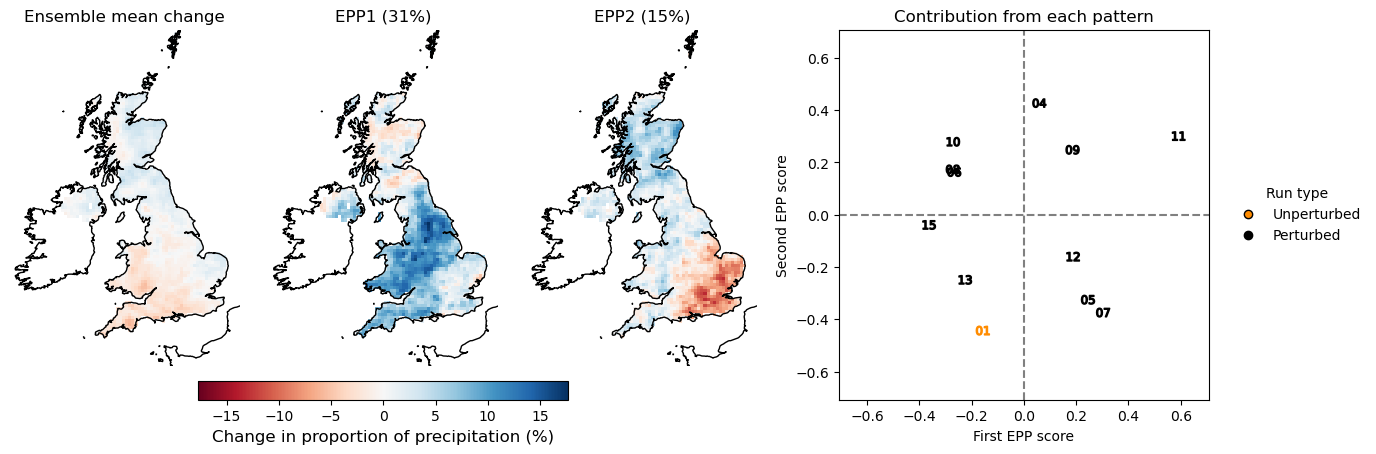 Ensemble mean change
EPP1 (31%)
EPP2 (15%)
Contribution from each pattern
−15 −10 −5 0 5 10 15
Change in proportion of precipitation (%)
Second EPP score
0.6
0.4
0.2
0.0
−0.2
−0.4
−0.6
04
11
10
09
15
12
13
05
07
01
−0.6 −0.4 −0.2 0.0 0.2 0.4 0.6
First EPP score
Run type
Unperturbed
Perturbed